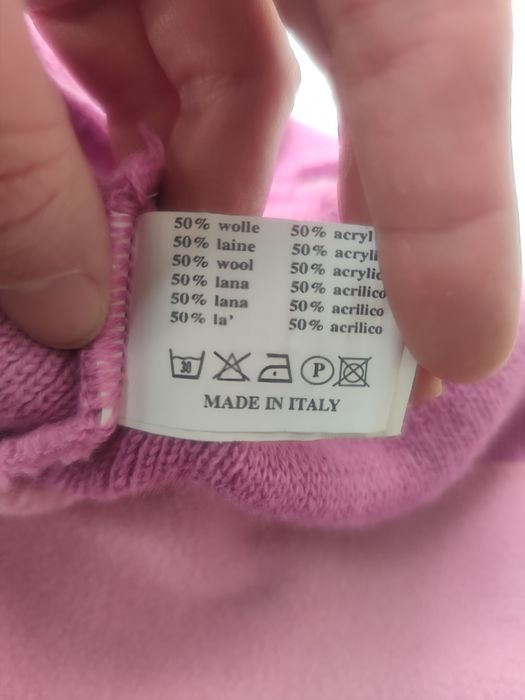 50% wolle 50% acryl
50% laine 50% acryli
50% wool 50% acrylic
50% lana 50% acrilico
50% lana 50% acrilico
50% la' 50% acrilico
30 P
MADE IN ITALY